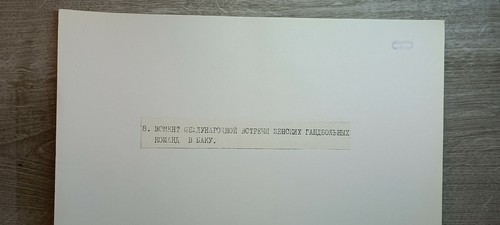 8. МОМЕНТ МЕЖДУНАРОДНОЙ ВСТРЕЧИ ЖЕНСКИХ ГАНДБОЛЬНЫХ
КОМАНД В БАКУ.